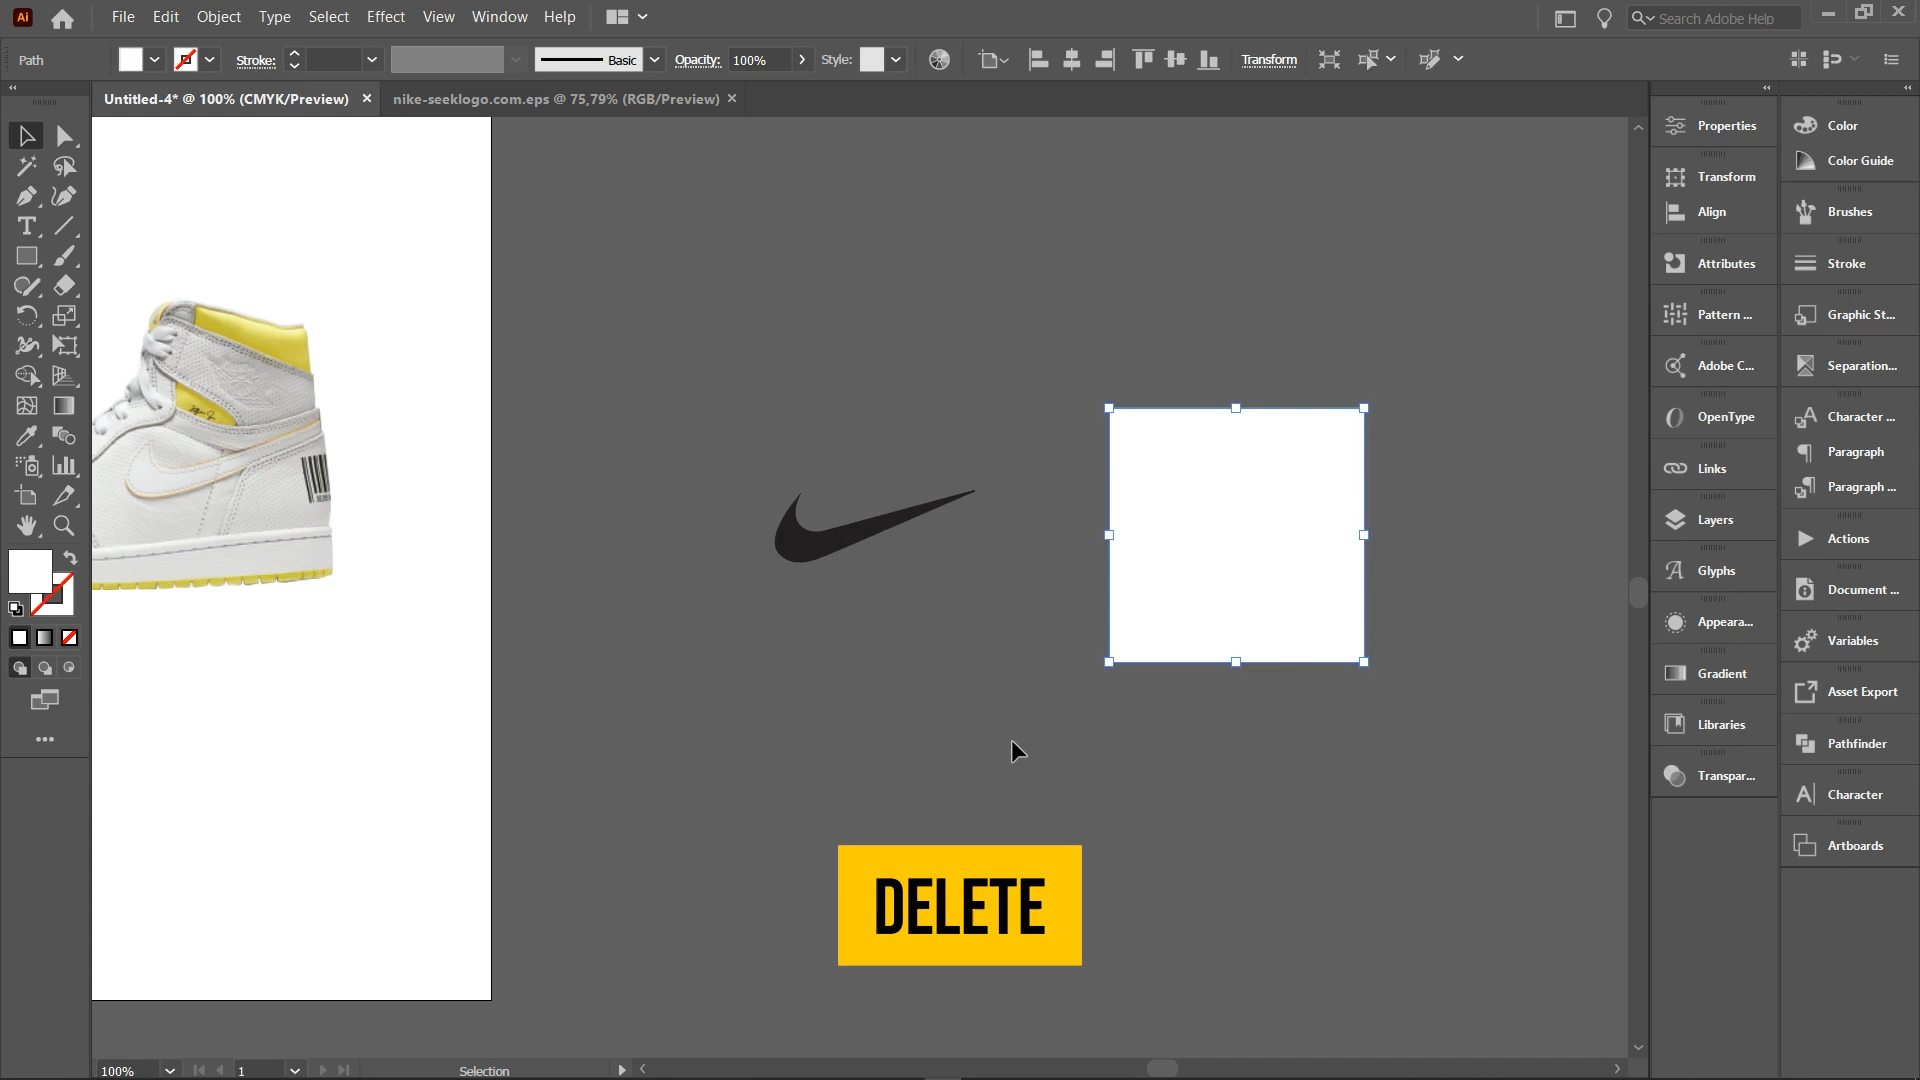 Ai File Edit Object Type Select Effect View Window Help Search Adobe Help
Path Stroke: Basic Opacity: 100% Style: Transform
Untitled-4* @ 100% (CMYK/Preview) × nike-seeklogo.com.eps @ 75,79% (RGB/Preview) ×
Properties
Transform
Align
Attributes
Pattern ...
Adobe C...
OpenType
Links
Layers
Glyphs
Appeara...
Gradient
Libraries
Transpar...
Color
Color Guide
Brushes
Stroke
Graphic St...
Separation...
Character ...
Paragraph
Paragraph ...
Actions
Document ...
Variables
Asset Export
Pathfinder
Character
Artboards
DELETE
100% 1 Selection